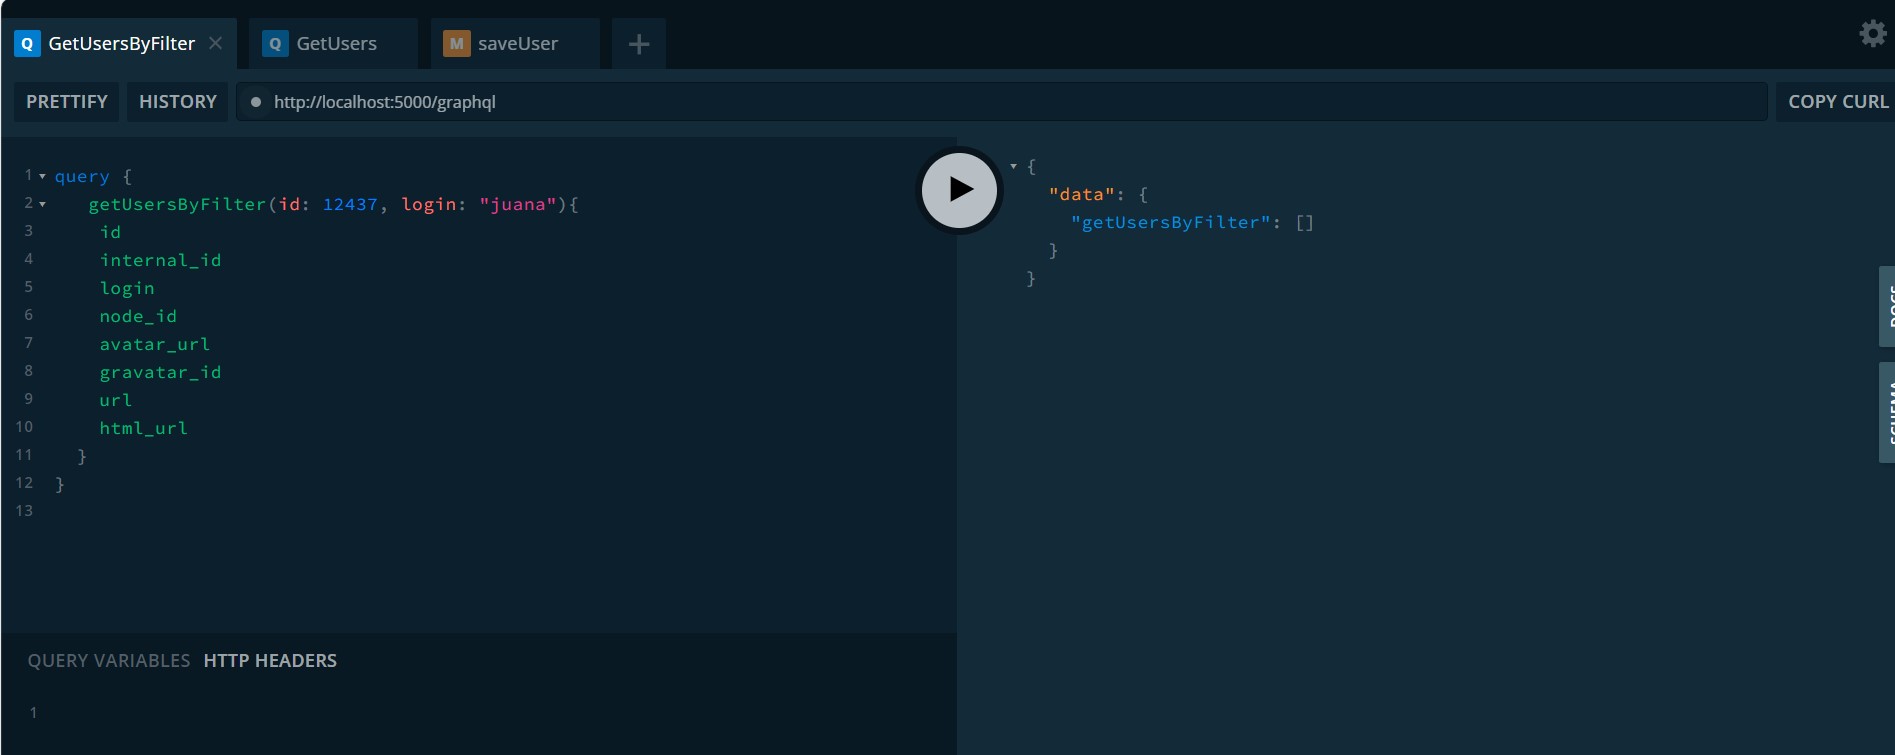 Q GetUsersByFilter × Q GetUsers M saveUser +
PRETTIFY HISTORY http://localhost:5000/graphql COPY CURL
1 query {
2 getUsersByFilter(id: 12437, login: "juana"){
3 id
4 internal_id
5 login
6 node_id
7 avatar_url
8 gravatar_id
9 url
10 html_url
11 }
12 }
13
{
"data": {
"getUsersByFilter": []
}
}
DOCS
SCHEMA
QUERY VARIABLES HTTP HEADERS
1